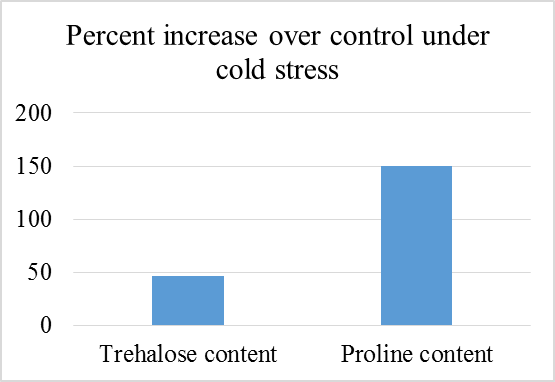 Percent increase over control under
cold stress
200
150
100
50
0
Trehalose content
Proline content